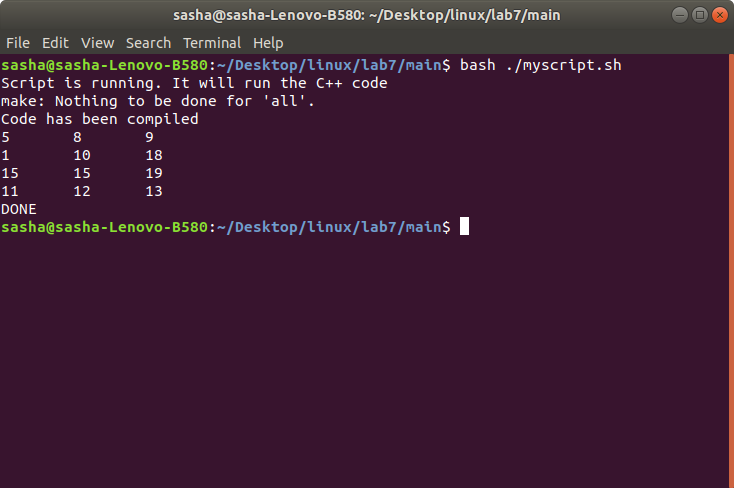 sasha@sasha-Lenovo-B580: ~/Desktop/linux/lab7/main
File Edit View Search Terminal Help
sasha@sasha-Lenovo-B580:~/Desktop/linux/lab7/main$ bash ./myscript.sh
Script is running. It will run the C++ code
make: Nothing to be done for 'all'.
Code has been compiled
5 8 9
1 10 18
15 15 19
11 12 13
DONE
sasha@sasha-Lenovo-B580:~/Desktop/linux/lab7/main$